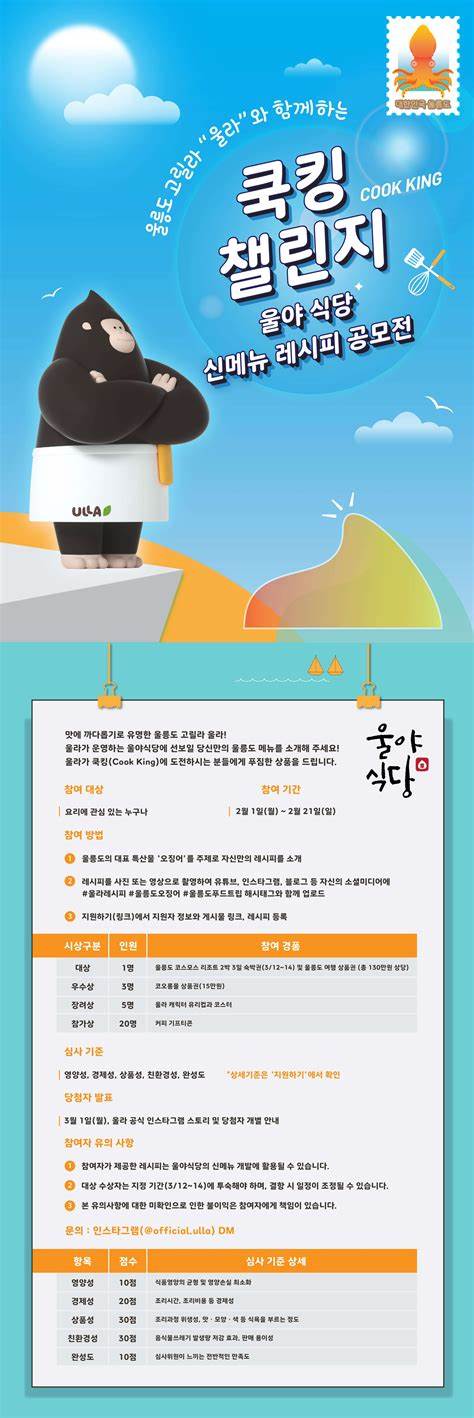 대한민국 울릉도
울릉도 고릴라 "울라"와 함께하는
쿡킹
COOK KING
챌린지
울야 식당
신메뉴 레시피 공모전
ULLA
맛에 까다롭기로 유명한 울릉도 고릴라 울라!
울라가 운영하는 울야식당에 선보일 당신만의 울릉도 메뉴를 소개해 주세요!
울라가 쿡킹(Cook King)에 도전하시는 분들에게 푸짐한 상품을 드립니다.
울야
식당
참여 대상
참여 기간
요리에 관심 있는 누구나
2월 1일(월) ~ 2월 21일(일)
참여 방법
1 울릉도의 대표 특산물 '오징어'를 주제로 자신만의 레시피를 소개
2 레시피를 사진 또는 영상으로 촬영하여 유튜브, 인스타그램, 블로그 등 자신의 소셜미디어에
#울라레시피 #울릉도오징어 #울릉도푸드트립 해시태그와 함께 업로드
3 지원하기(링크)에서 지원자 정보와 게시물 링크, 레시피 등록
시상구분 인원 참여 경품
대상 1명 울릉도 코스모스 리조트 2박 3일 숙박권(3/12~14) 및 울릉도 여행 상품권 (총 130만원 상당)
우수상 3명 코오롱몰 상품권(15만원)
장려상 5명 울라 캐릭터 유리컵과 코스터
참가상 20명 커피 기프티콘
심사 기준
영양성, 경제성, 상품성, 친환경성, 완성도 *상세기준은 '지원하기'에서 확인
당첨자 발표
3월 1일(월), 울라 공식 인스타그램 스토리 및 당첨자 개별 안내
참여자 유의 사항
1 참여자가 제공한 레시피는 울야식당의 신메뉴 개발에 활용될 수 있습니다.
2 대상 수상자는 지정 기간(3/12~14)에 투숙해야 하며, 결항 시 일정이 조정될 수 있습니다.
3 본 유의사항에 대한 미확인으로 인한 불이익은 참여자에게 책임이 있습니다.
문의 : 인스타그램(@official.ulla) DM
항목 점수 심사 기준 상세
영양성 10점 식품영양의 균형 및 영양손실 최소화
경제성 20점 조리시간, 조리비용 등 경제성
상품성 30점 조리과정 위생성, 맛 · 모양 · 색 등 식욕을 부르는 정도
친환경성 30점 음식물쓰레기 발생량 저감 효과, 판매 용이성
완성도 10점 심사위원이 느끼는 전반적인 만족도